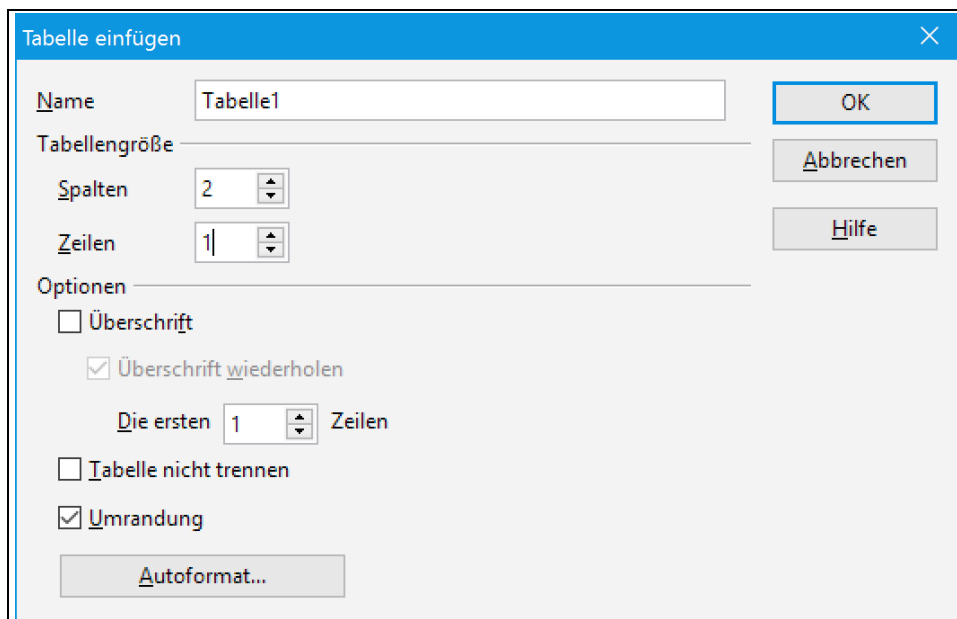 Tabelle einfügen
Name Tabelle1 OK
Tabellengröße Abbrechen
Spalten 2
Zeilen 1 Hilfe
Optionen
Überschrift
Überschrift wiederholen
Die ersten 1 Zeilen
Tabelle nicht trennen
Umrandung
Autoformat...